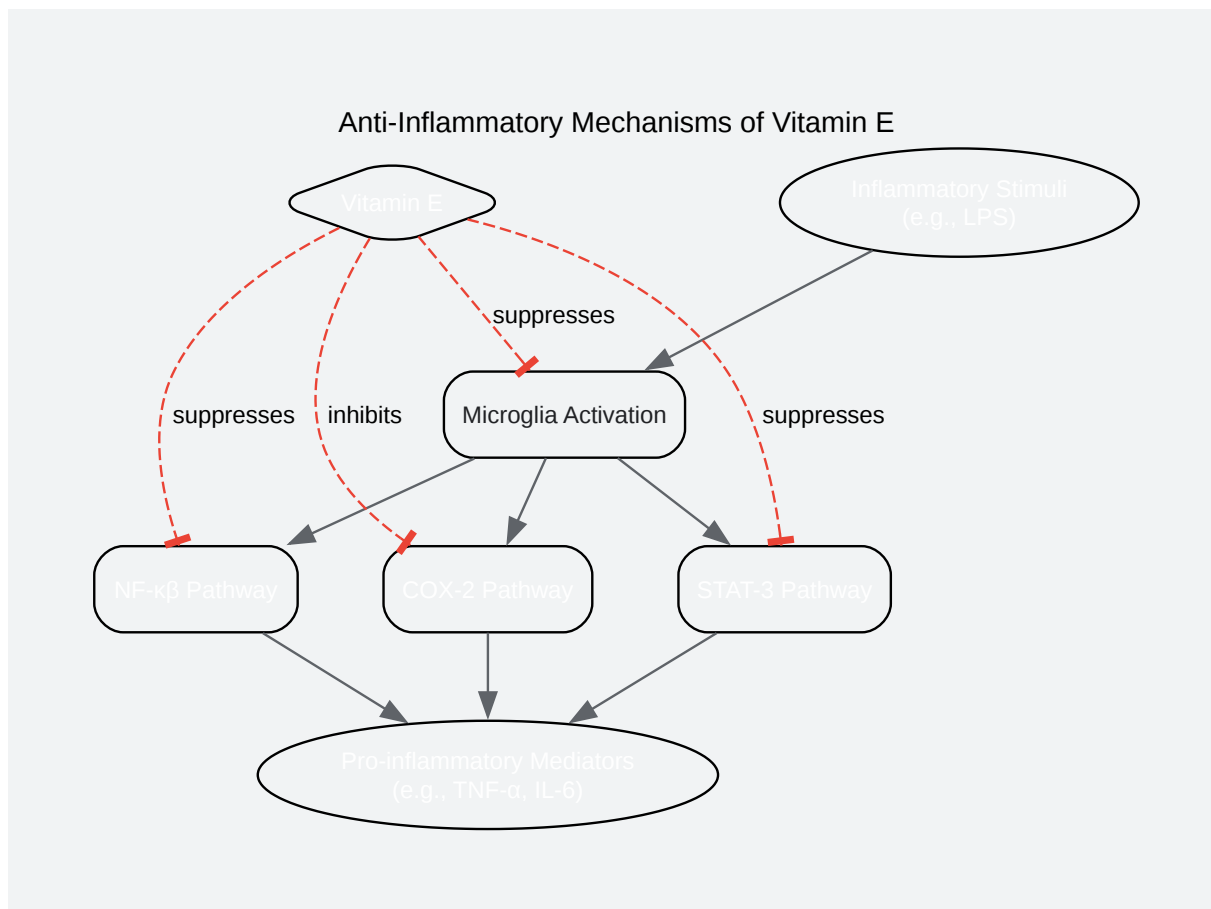 Anti-Inflammatory Mechanisms of Vitamin E
Vitamin E
Inflammatory Stimuli
(e.g., LPS)
suppresses
suppresses
inhibits
Microglia Activation
suppresses
NF-κβ Pathway
COX-2 Pathway
STAT-3 Pathway
Pro-inflammatory Mediators
(e.g., TNF-α, IL-6)